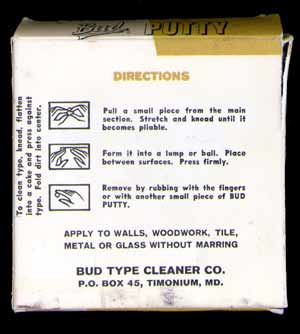 Bud PUTTY
DIRECTIONS
Pull a small piece from the main
section. Stretch and knead until it
becomes pliable.
Form it into a lump or ball. Place
between surfaces. Press firmly.
Remove by rubbing with the fingers
or with another small piece of BUD
PUTTY.
To clean type, knead, flatten
into a cake and press against
type. Fold dirt into center.
APPLY TO WALLS, WOODWORK, TILE,
METAL OR GLASS WITHOUT MARRING
BUD TYPE CLEANER CO.
P.O. BOX 45, TIMONIUM, MD.